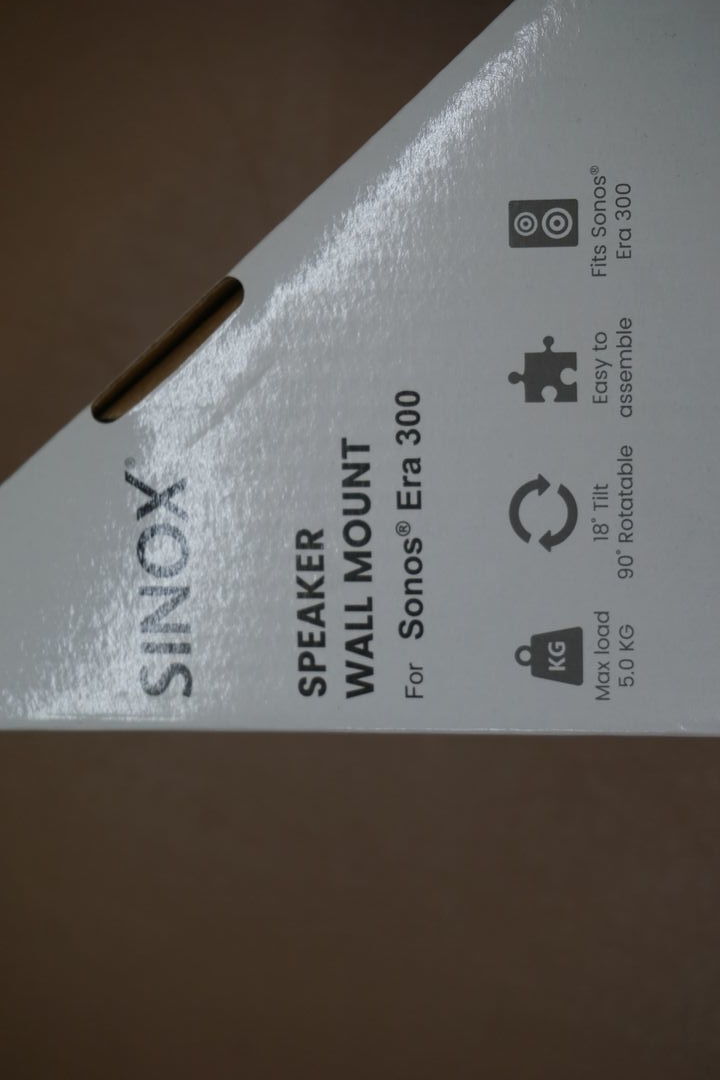 SINOX®
SPEAKER
WALL MOUNT
For Sonos® Era 300
KG
Max load
5.0 KG
18° Tilt
90° Rotatable
Easy to
assemble
Fits Sonos®
Era 300